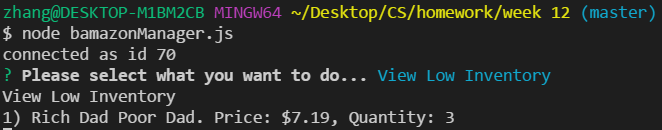 zhang@DESKTOP-M1BM2CB MINGW64 ~/Desktop/CS/homework/week 12 (master)
$ node bamazonManager.js
connected as id 70
? Please select what you want to do... View Low Inventory
View Low Inventory
1) Rich Dad Poor Dad. Price: $7.19, Quantity: 3